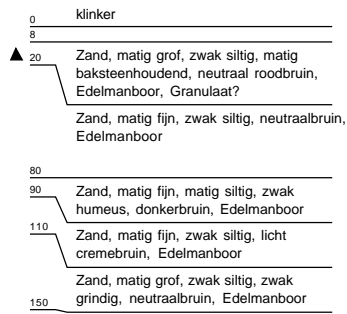 klinker
0
8
Zand, matig grof, zwak siltig, matig
20
baksteenhoudend, neutraal roodbruin,
Edelmanboor, Granulaat?
Zand, matig fijn, zwak siltig, neutraalbruin,
Edelmanboor
80
90
Zand, matig fijn, matig siltig, zwak
humeus, donkerbruin, Edelmanboor
110
Zand, matig fijn, zwak siltig, licht
cremebruin, Edelmanboor
Zand, matig grof, zwak siltig, zwak
grindig, neutraalbruin, Edelmanboor
150